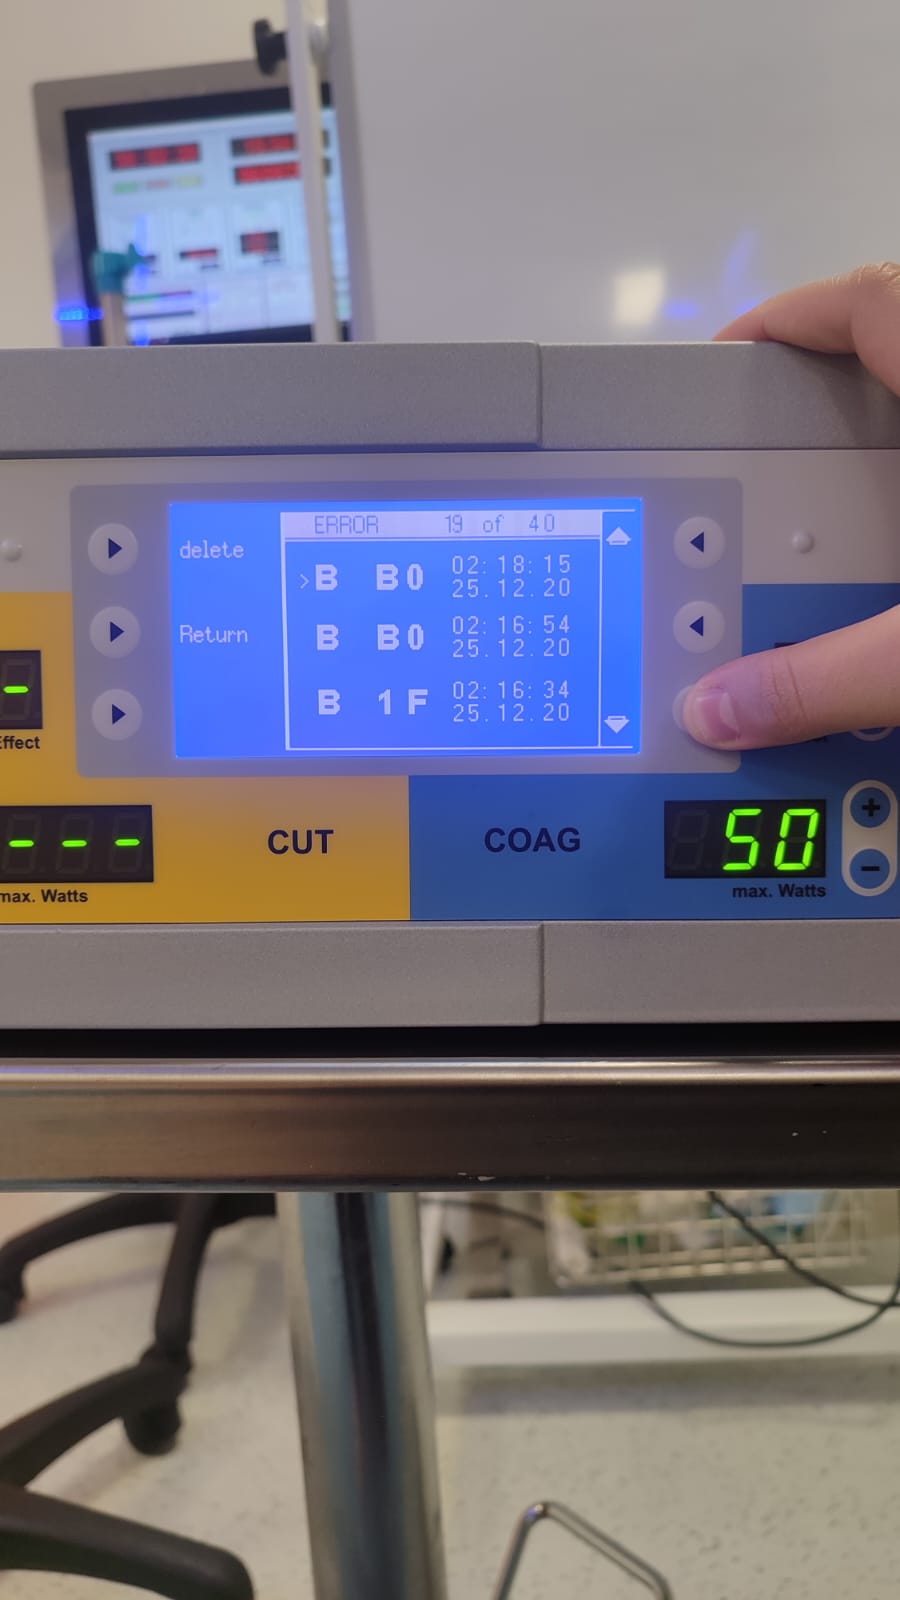 ERROR 19 of 40
delete
>B B0 02:18:15
25.12.20
Return
B B0 02:16:54
25.12.20
B 1F 02:16:34
25.12.20
Effect
- - -
max. Watts
CUT
COAG
50
max. Watts
+
-